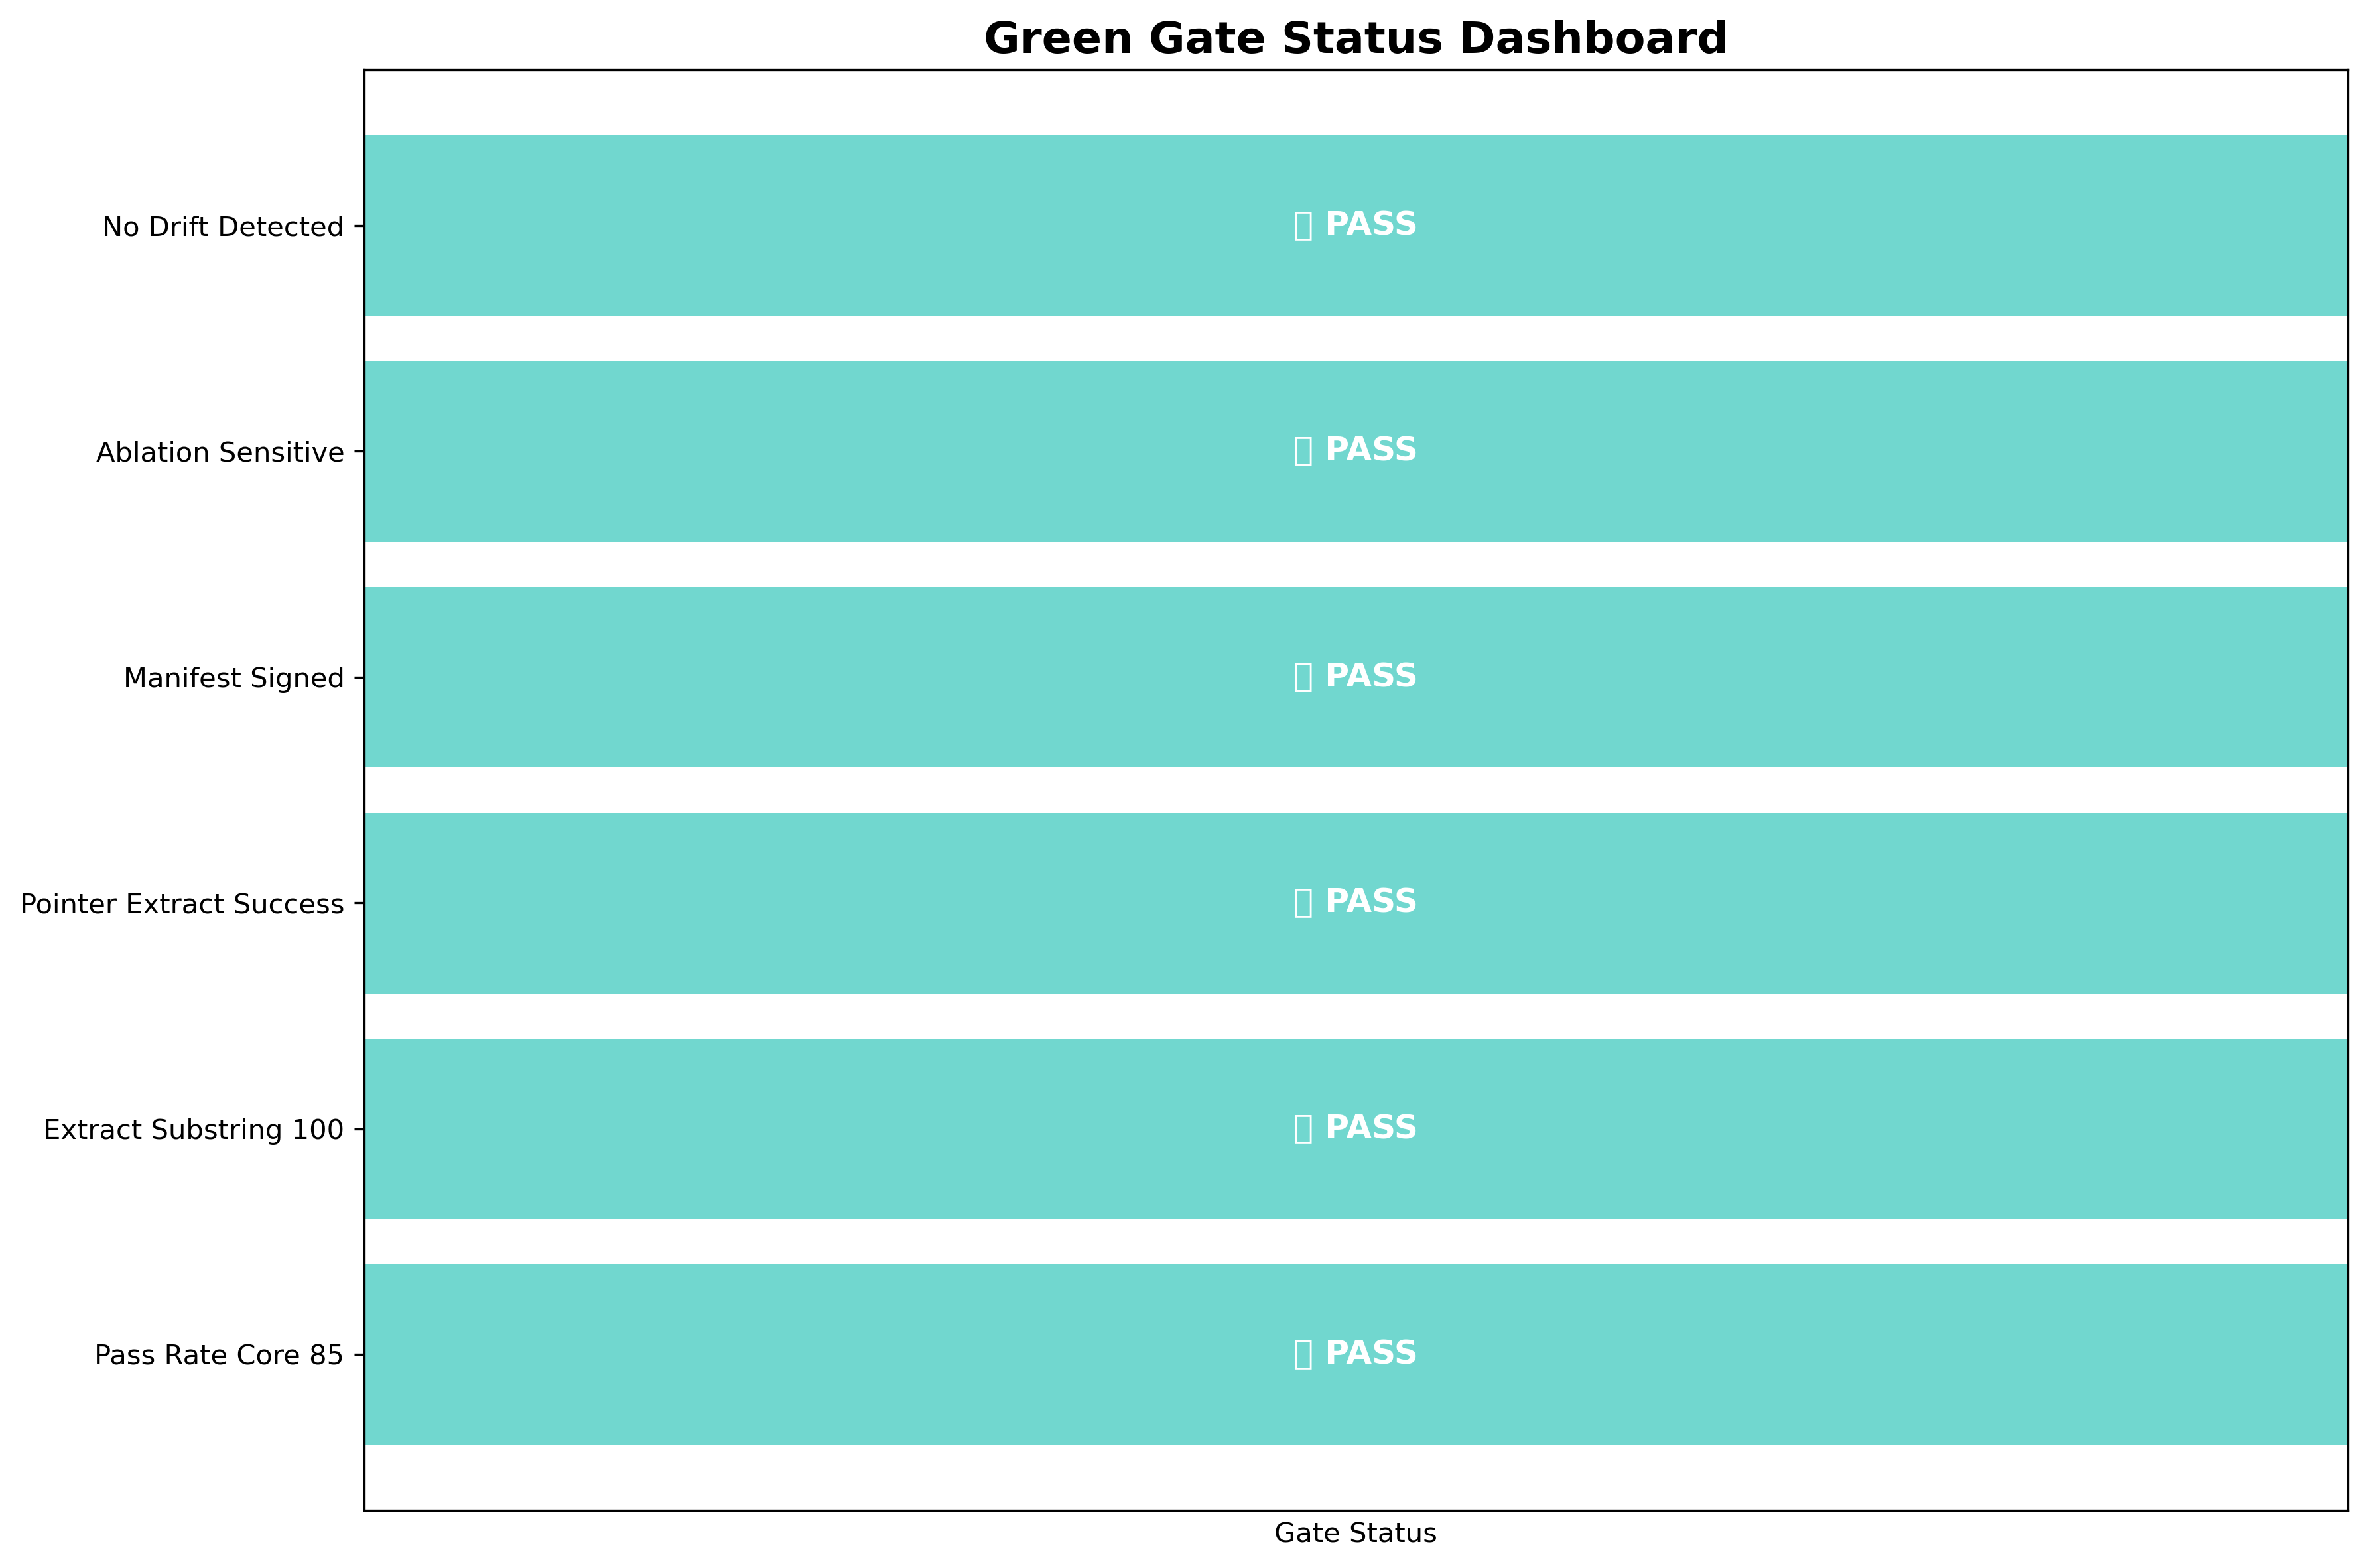 Green Gate Status Dashboard
No Drift Detected
PASS
Ablation Sensitive
PASS
Manifest Signed
PASS
Pointer Extract Success
PASS
Extract Substring 100
PASS
Pass Rate Core 85
PASS
Gate Status